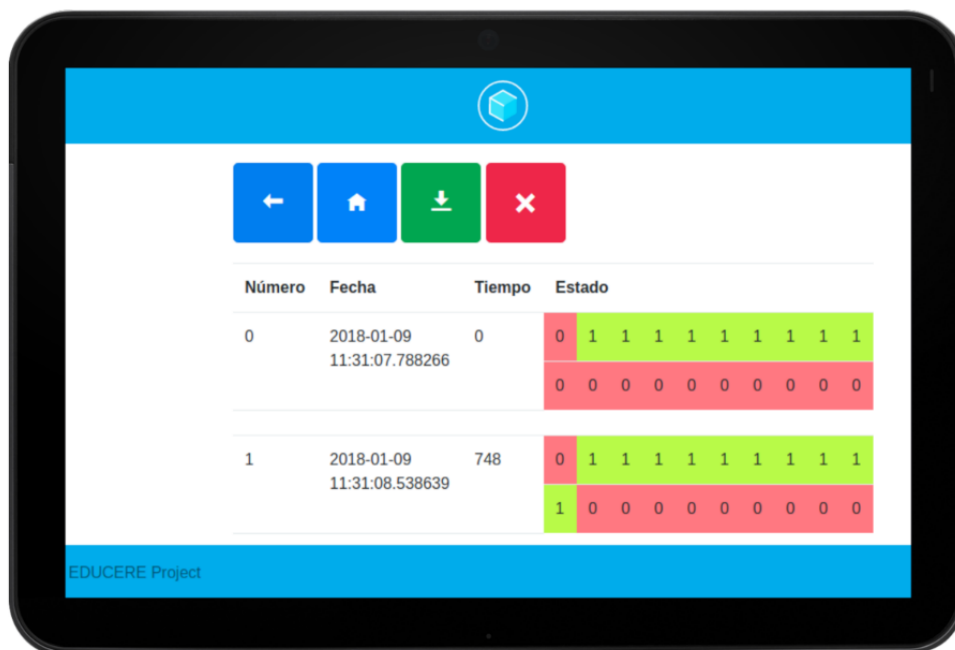 Número Fecha Tiempo Estado
0 2018-01-09 0 0 1 1 1 1 1 1 1 1 1
11:31:07.788266
0 0 0 0 0 0 0 0 0 0
1 2018-01-09 748 0 1 1 1 1 1 1 1 1 1
11:31:08.538639
1 0 0 0 0 0 0 0 0 0
EDUCERE Project